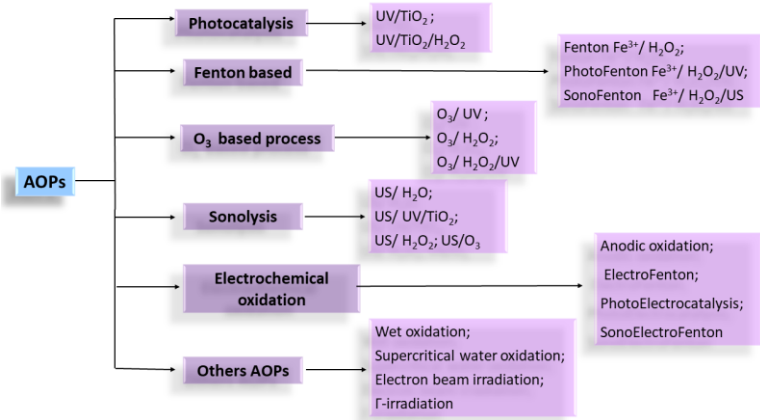 AOPs
Photocatalysis
UV/TiO₂ ;
UV/TiO₂/H₂O₂
Fenton based
Fenton Fe³⁺/ H₂O₂;
PhotoFenton Fe³⁺/ H₂O₂/UV;
SonoFenton Fe³⁺/ H₂O₂/US
O₃ based process
O₃/ UV ;
O₃/ H₂O₂;
O₃/ H₂O₂/UV
Sonolysis
US/ H₂O;
US/ UV/TiO₂;
US/ H₂O₂; US/O₃
Electrochemical
oxidation
Anodic oxidation;
ElectroFenton;
PhotoElectrocatalysis;
SonoElectroFenton
Others AOPs
Wet oxidation;
Supercritical water oxidation;
Electron beam irradiation;
Γ-irradiation